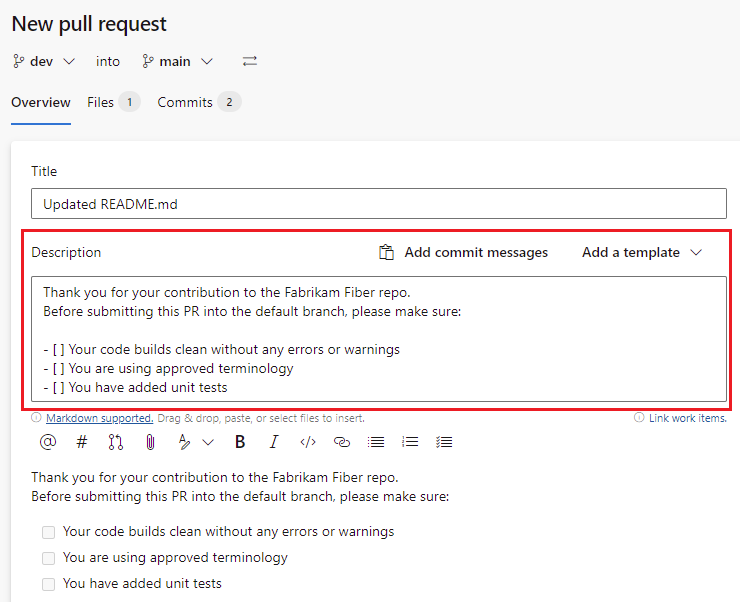 New pull request
dev into main
Overview Files 1 Commits 2
Title
Updated README.md
Description Add commit messages Add a template
Thank you for your contribution to the Fabrikam Fiber repo.
Before submitting this PR into the default branch, please make sure:
- [ ] Your code builds clean without any errors or warnings
- [ ] You are using approved terminology
- [ ] You have added unit tests
Markdown supported. Drag & drop, paste, or select files to insert. Link work items.
@ # B I </>
Thank you for your contribution to the Fabrikam Fiber repo.
Before submitting this PR into the default branch, please make sure:
Your code builds clean without any errors or warnings
You are using approved terminology
You have added unit tests